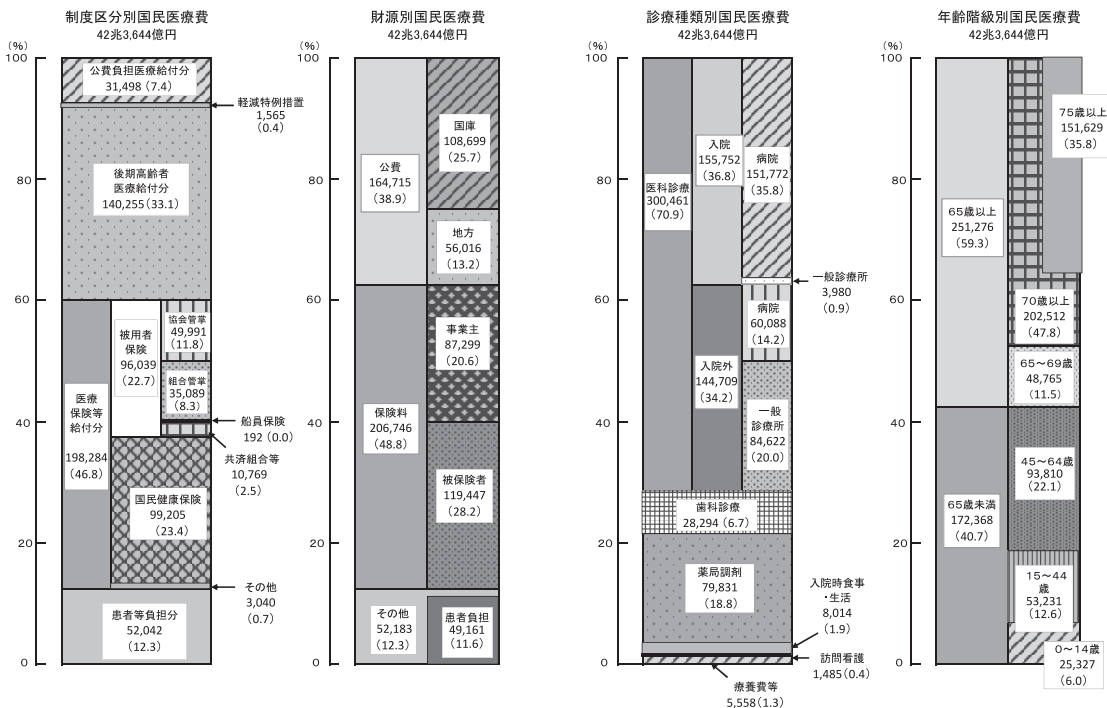 制度区分別国民医療費
42兆3,644億円
(%)
100
80
60
40
20
0
公費負担医療給付分
31,498（7.4）
軽減特例措置
1,565
（0.4）
後期高齢者
医療給付分
140,255（33.1）
医療
保険等
給付分
198,284
（46.8）
被用者
保険
96,039
（22.7）
協会管掌
49,991
（11.8）
組合管掌
35,089
（8.3）
船員保険
192（0.0）
共済組合等
10,769
（2.5）
国民健康保険
99,205
（23.4）
その他
3,040
（0.7）
患者等負担分
52,042
（12.3）
財源別国民医療費
42兆3,644億円
(%)
100
80
60
40
20
0
公費
164,715
（38.9）
国庫
108,699
（25.7）
地方
56,016
（13.2）
事業主
87,299
（20.6）
保険料
206,746
（48.8）
被保険者
119,447
（28.2）
その他
52,183
（12.3）
患者負担
49,161
（11.6）
診療種類別国民医療費
42兆3,644億円
(%)
100
80
60
40
20
0
医科診療
300,461
（70.9）
入院
155,752
（36.8）
病院
151,772
（35.8）
一般診療所
3,980
（0.9）
病院
60,088
（14.2）
入院外
144,709
（34.2）
一般
診療所
84,622
（20.0）
歯科診療
28,294（6.7）
薬局調剤
79,831
（18.8）
入院時食事
・生活
8,014
（1.9）
訪問看護
1,485（0.4）
療養費等
5,558（1.3）
年齢階級別国民医療費
42兆3,644億円
(%)
100
80
60
40
20
0
75歳以上
151,629
（35.8）
65歳以上
251,276
（59.3）
70歳以上
202,512
（47.8）
65～69歳
48,765
（11.5）
45～64歳
93,810
（22.1）
65歳未満
172,368
（40.7）
15～44
歳
53,231
（12.6）
0～14歳
25,327
（6.0）